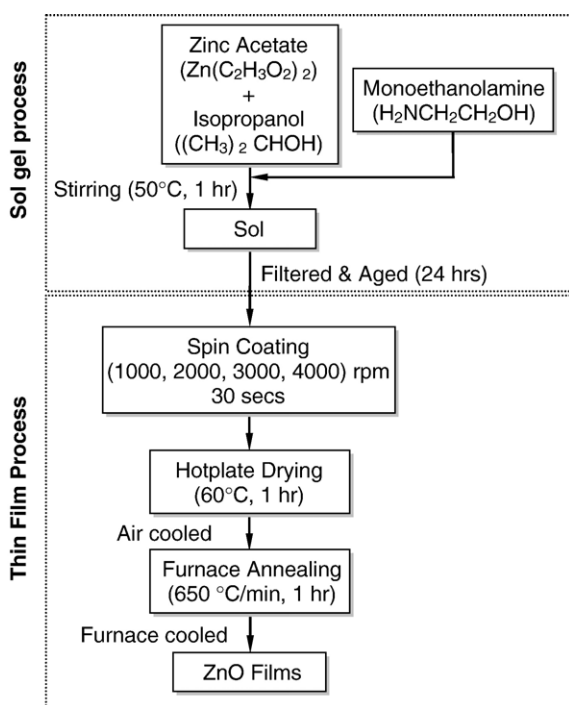 Sol gel process
Zinc Acetate
(Zn(C2H3O2) 2)
+
Isopropanol
((CH3) 2 CHOH)
Monoethanolamine
(H2NCH2CH2OH)
Stirring (50°C, 1 hr)
Sol
Filtered & Aged (24 hrs)
Thin Film Process
Spin Coating
(1000, 2000, 3000, 4000) rpm
30 secs
Hotplate Drying
(60°C, 1 hr)
Air cooled
Furnace Annealing
(650 °C/min, 1 hr)
Furnace cooled
ZnO Films